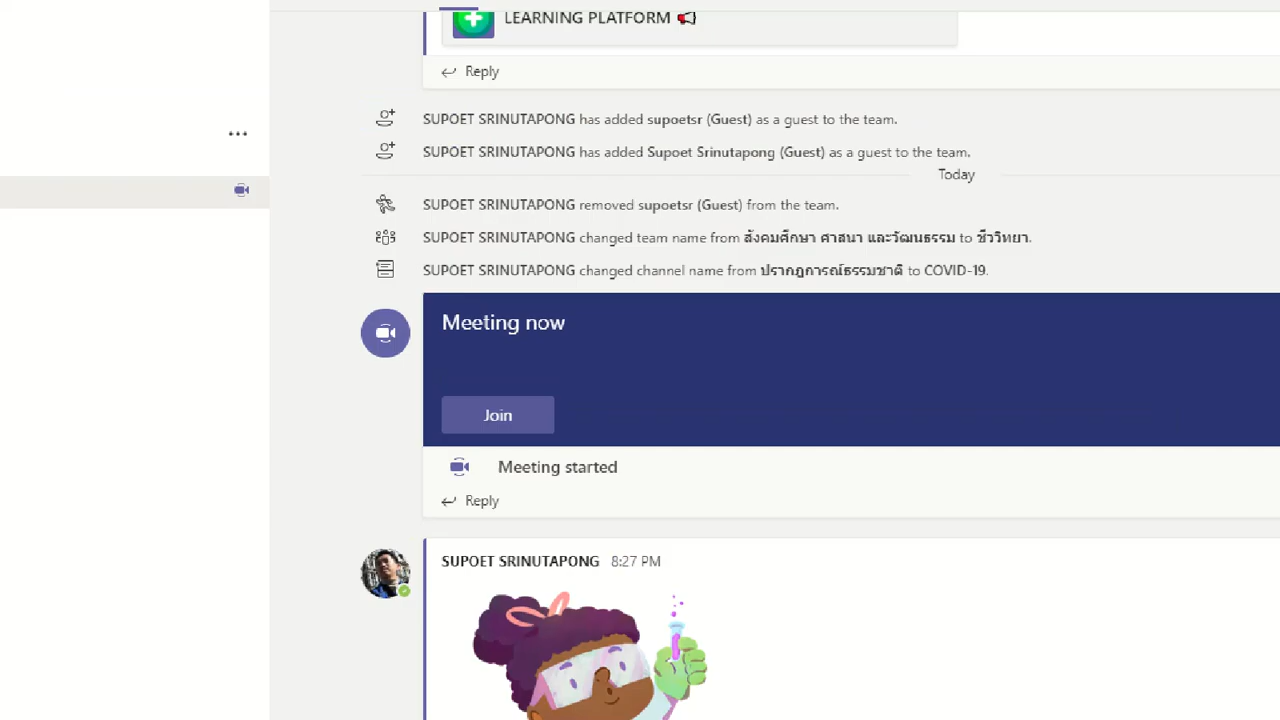 LEARNING PLATFORM
Reply
SUPOET SRINUTAPONG has added supoetsr (Guest) as a guest to the team.
SUPOET SRINUTAPONG has added Supoet Srinutapong (Guest) as a guest to the team.
Today
SUPOET SRINUTAPONG removed supoetsr (Guest) from the team.
SUPOET SRINUTAPONG changed team name from สังคมศึกษา ศาสนา และวัฒนธรรม to ชีววิทยา.
SUPOET SRINUTAPONG changed channel name from ปรากฏการณ์ธรรมชาติ to COVID-19.
Meeting now
Join
Meeting started
Reply
SUPOET SRINUTAPONG 8:27 PM